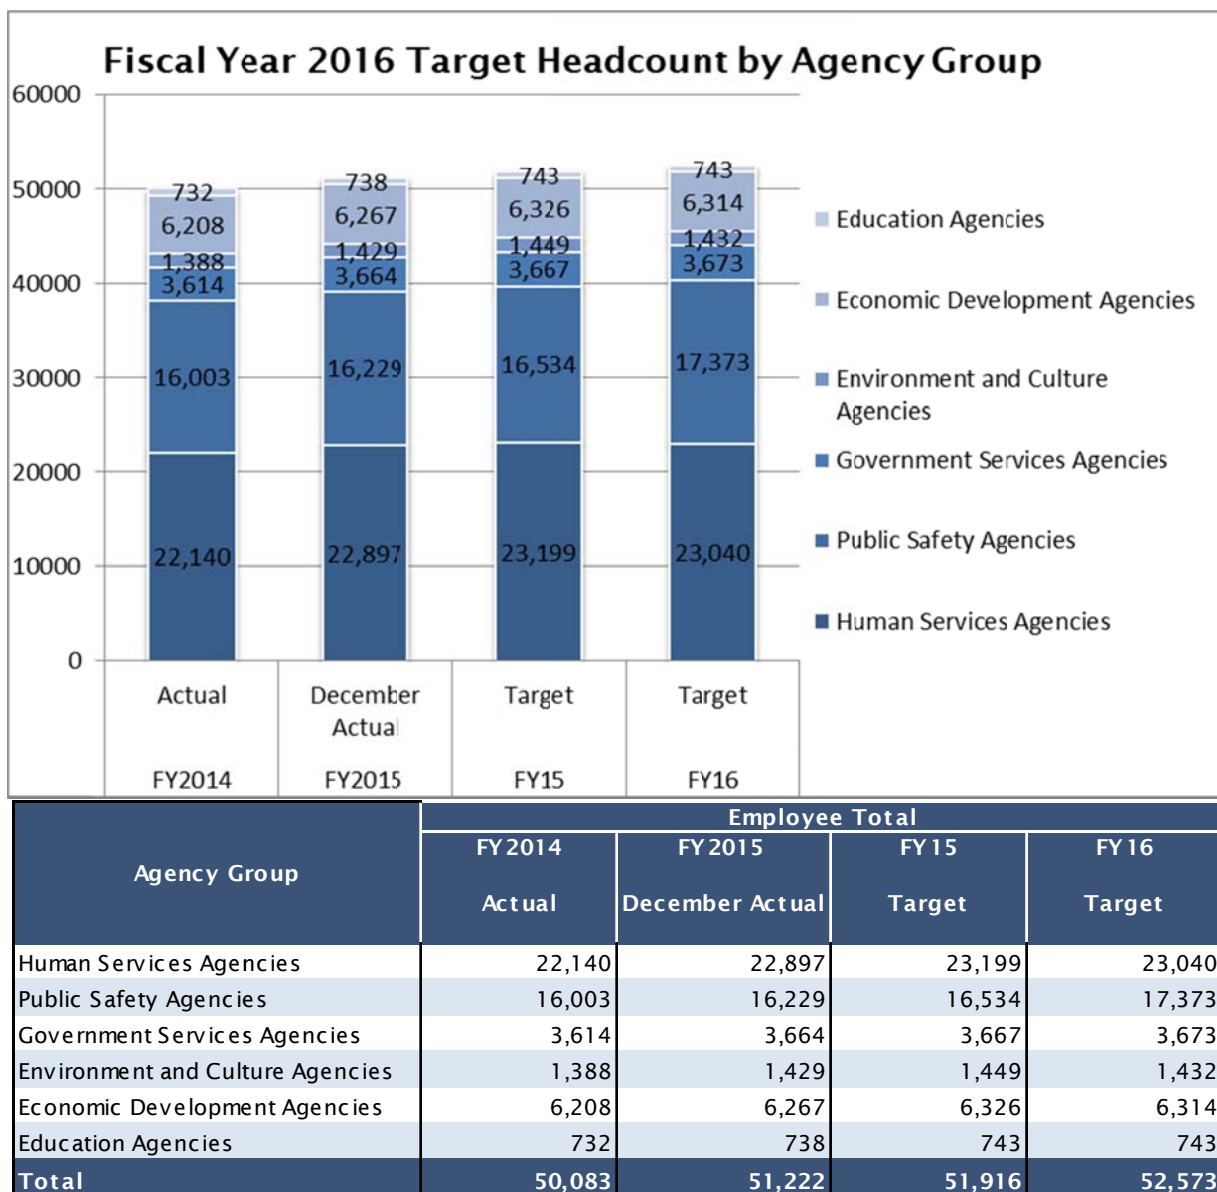 Fiscal Year 2016 Target Headcount by Agency Group
60000
50000
40000
30000
20000
10000
0
732
6,208
1,388
3,614
16,003
22,140
738
6,267
1,429
3,664
16,229
22,897
743
6,326
1,449
3,667
16,534
23,199
743
6,314
1,432
3,673
17,373
23,040
Education Agencies
Economic Development Agencies
Environment and Culture
Agencies
Government Services Agencies
Public Safety Agencies
Human Services Agencies
Actual December Target Target
Actual
FY2014 FY2015 FY15 FY16
Employee Total
Agency Group FY2014 FY2015 FY15 FY16
Actual December Actual Target Target
Human Services Agencies 22,140 22,897 23,199 23,040
Public Safety Agencies 16,003 16,229 16,534 17,373
Government Services Agencies 3,614 3,664 3,667 3,673
Environment and Culture Agencies 1,388 1,429 1,449 1,432
Economic Development Agencies 6,208 6,267 6,326 6,314
Education Agencies 732 738 743 743
Total 50,083 51,222 51,916 52,573